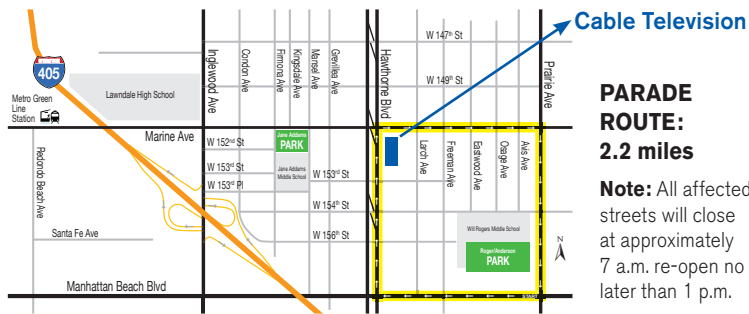 Cable Television
W 147th St
405
INTERSTATE
W 149th St
Metro Green
Line
Station
Lawndale High School
Inglewood Ave
Condon Ave
Firmona Ave
Kingsdale Ave
Mansel Ave
Grevillea Ave
Hawthorne Blvd
Prairie Ave
PARADE
ROUTE:
2.2 miles
Marine Ave
W 152nd St
Jane Addams
PARK
W 153rd St
Jane Addams
Middle School
W 153rd St
W 153rd Pl
W 154th St
W 156th St
Redondo Beach Ave
Santa Fe Ave
Larch Ave
Freeman Ave
Eastwood Ave
Osage Ave
Avis Ave
Will Rogers Middle School
Roger/Anderson
PARK
N
Note: All affected
streets will close
at approximately
7 a.m. re-open no
later than 1 p.m.
Manhattan Beach Blvd
START